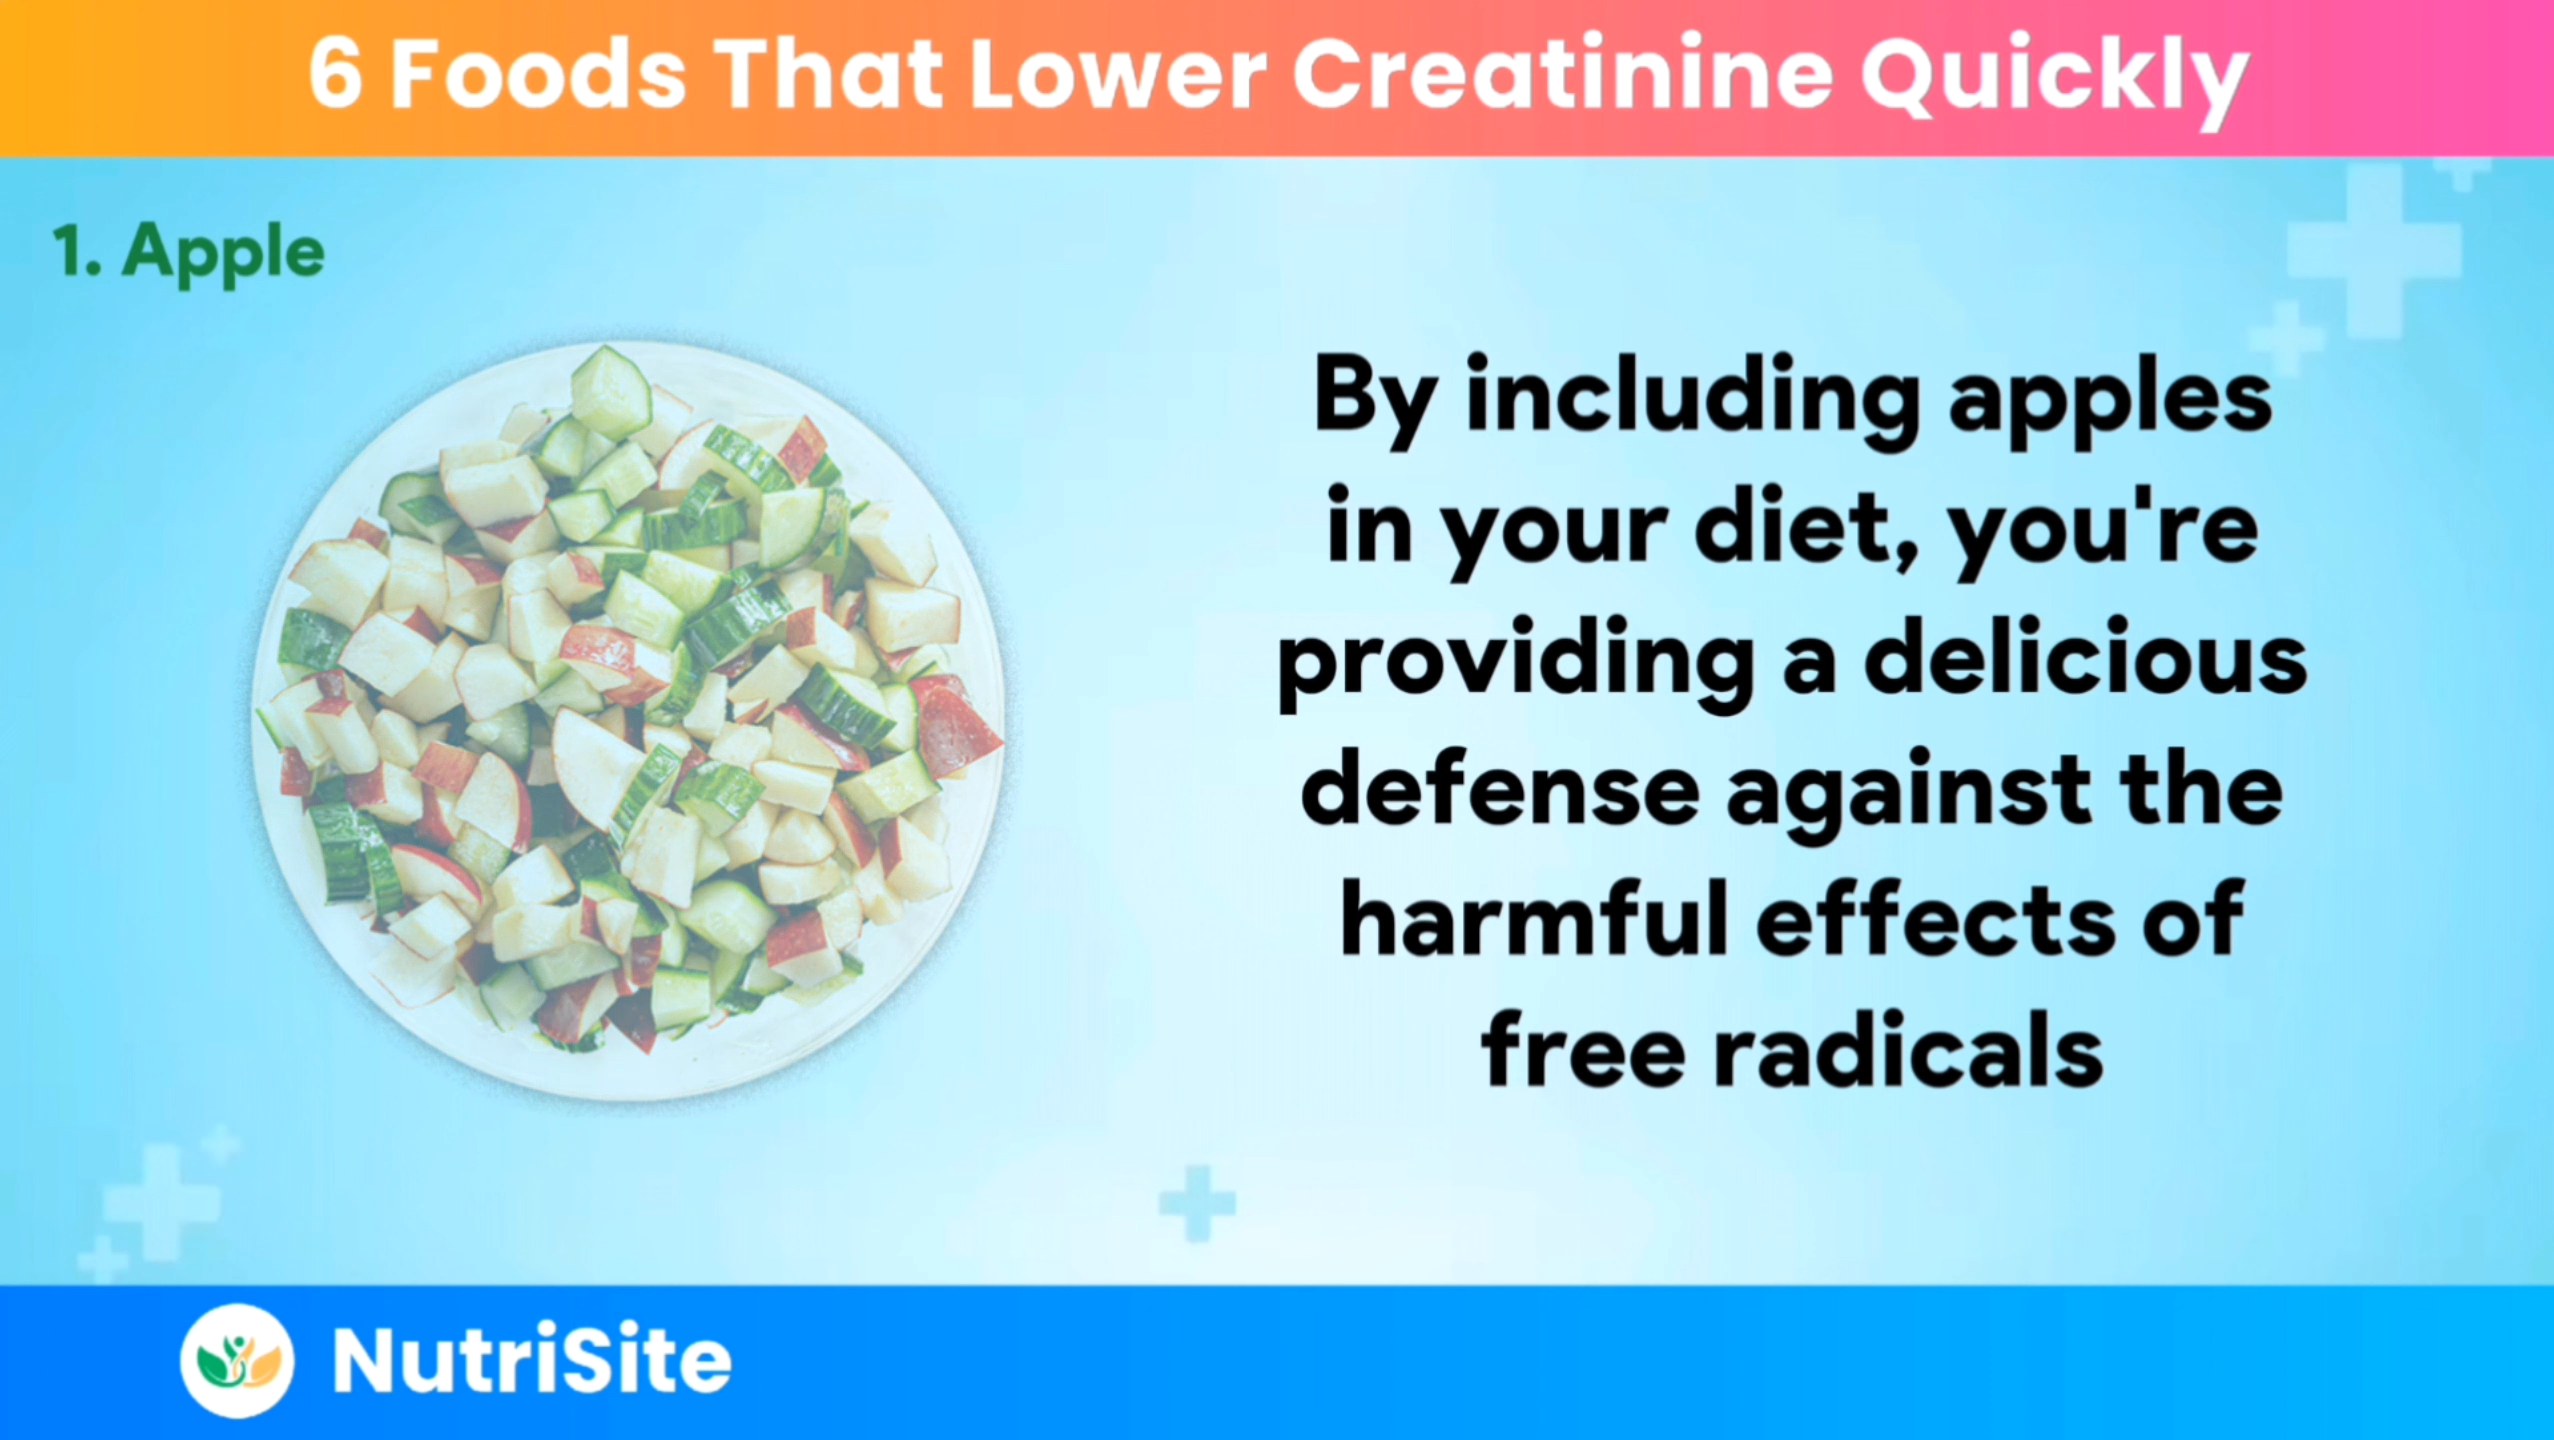 6 Foods That Lower Creatinine Quickly
1. Apple
By including apples
in your diet, you're
providing a delicious
defense against the
harmful effects of
free radicals
NutriSite